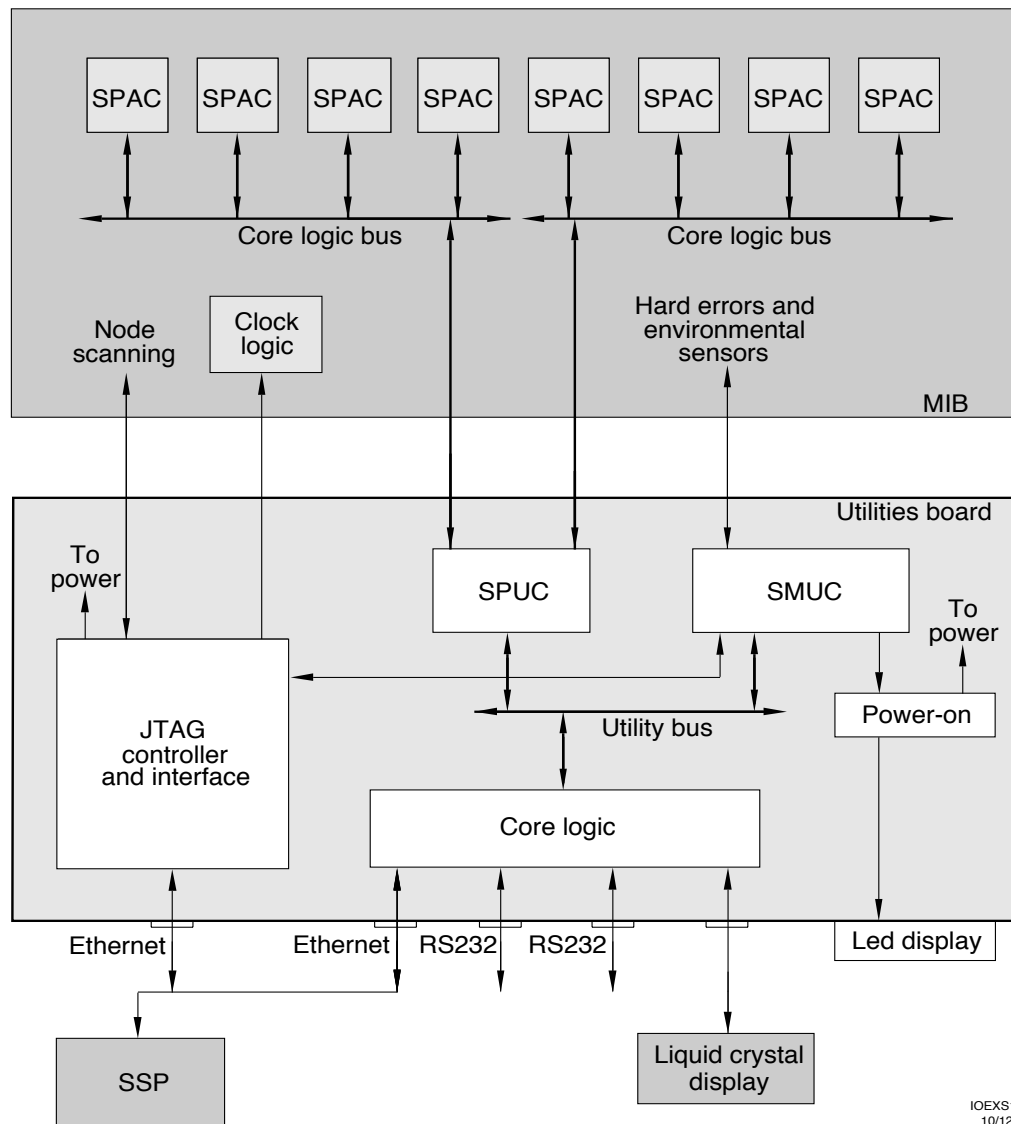 SPAC SPAC SPAC SPAC SPAC SPAC SPAC SPAC
Core logic bus Core logic bus
Node
scanning
Clock
logic
Hard errors and
environmental
sensors
MIB
Utilities board
To
power
SPUC
SMUC
To
power
JTAG
controller
and interface
Utility bus
Power-on
Core logic
Ethernet Ethernet RS232 RS232 Led display
SSP
Liquid crystal
display